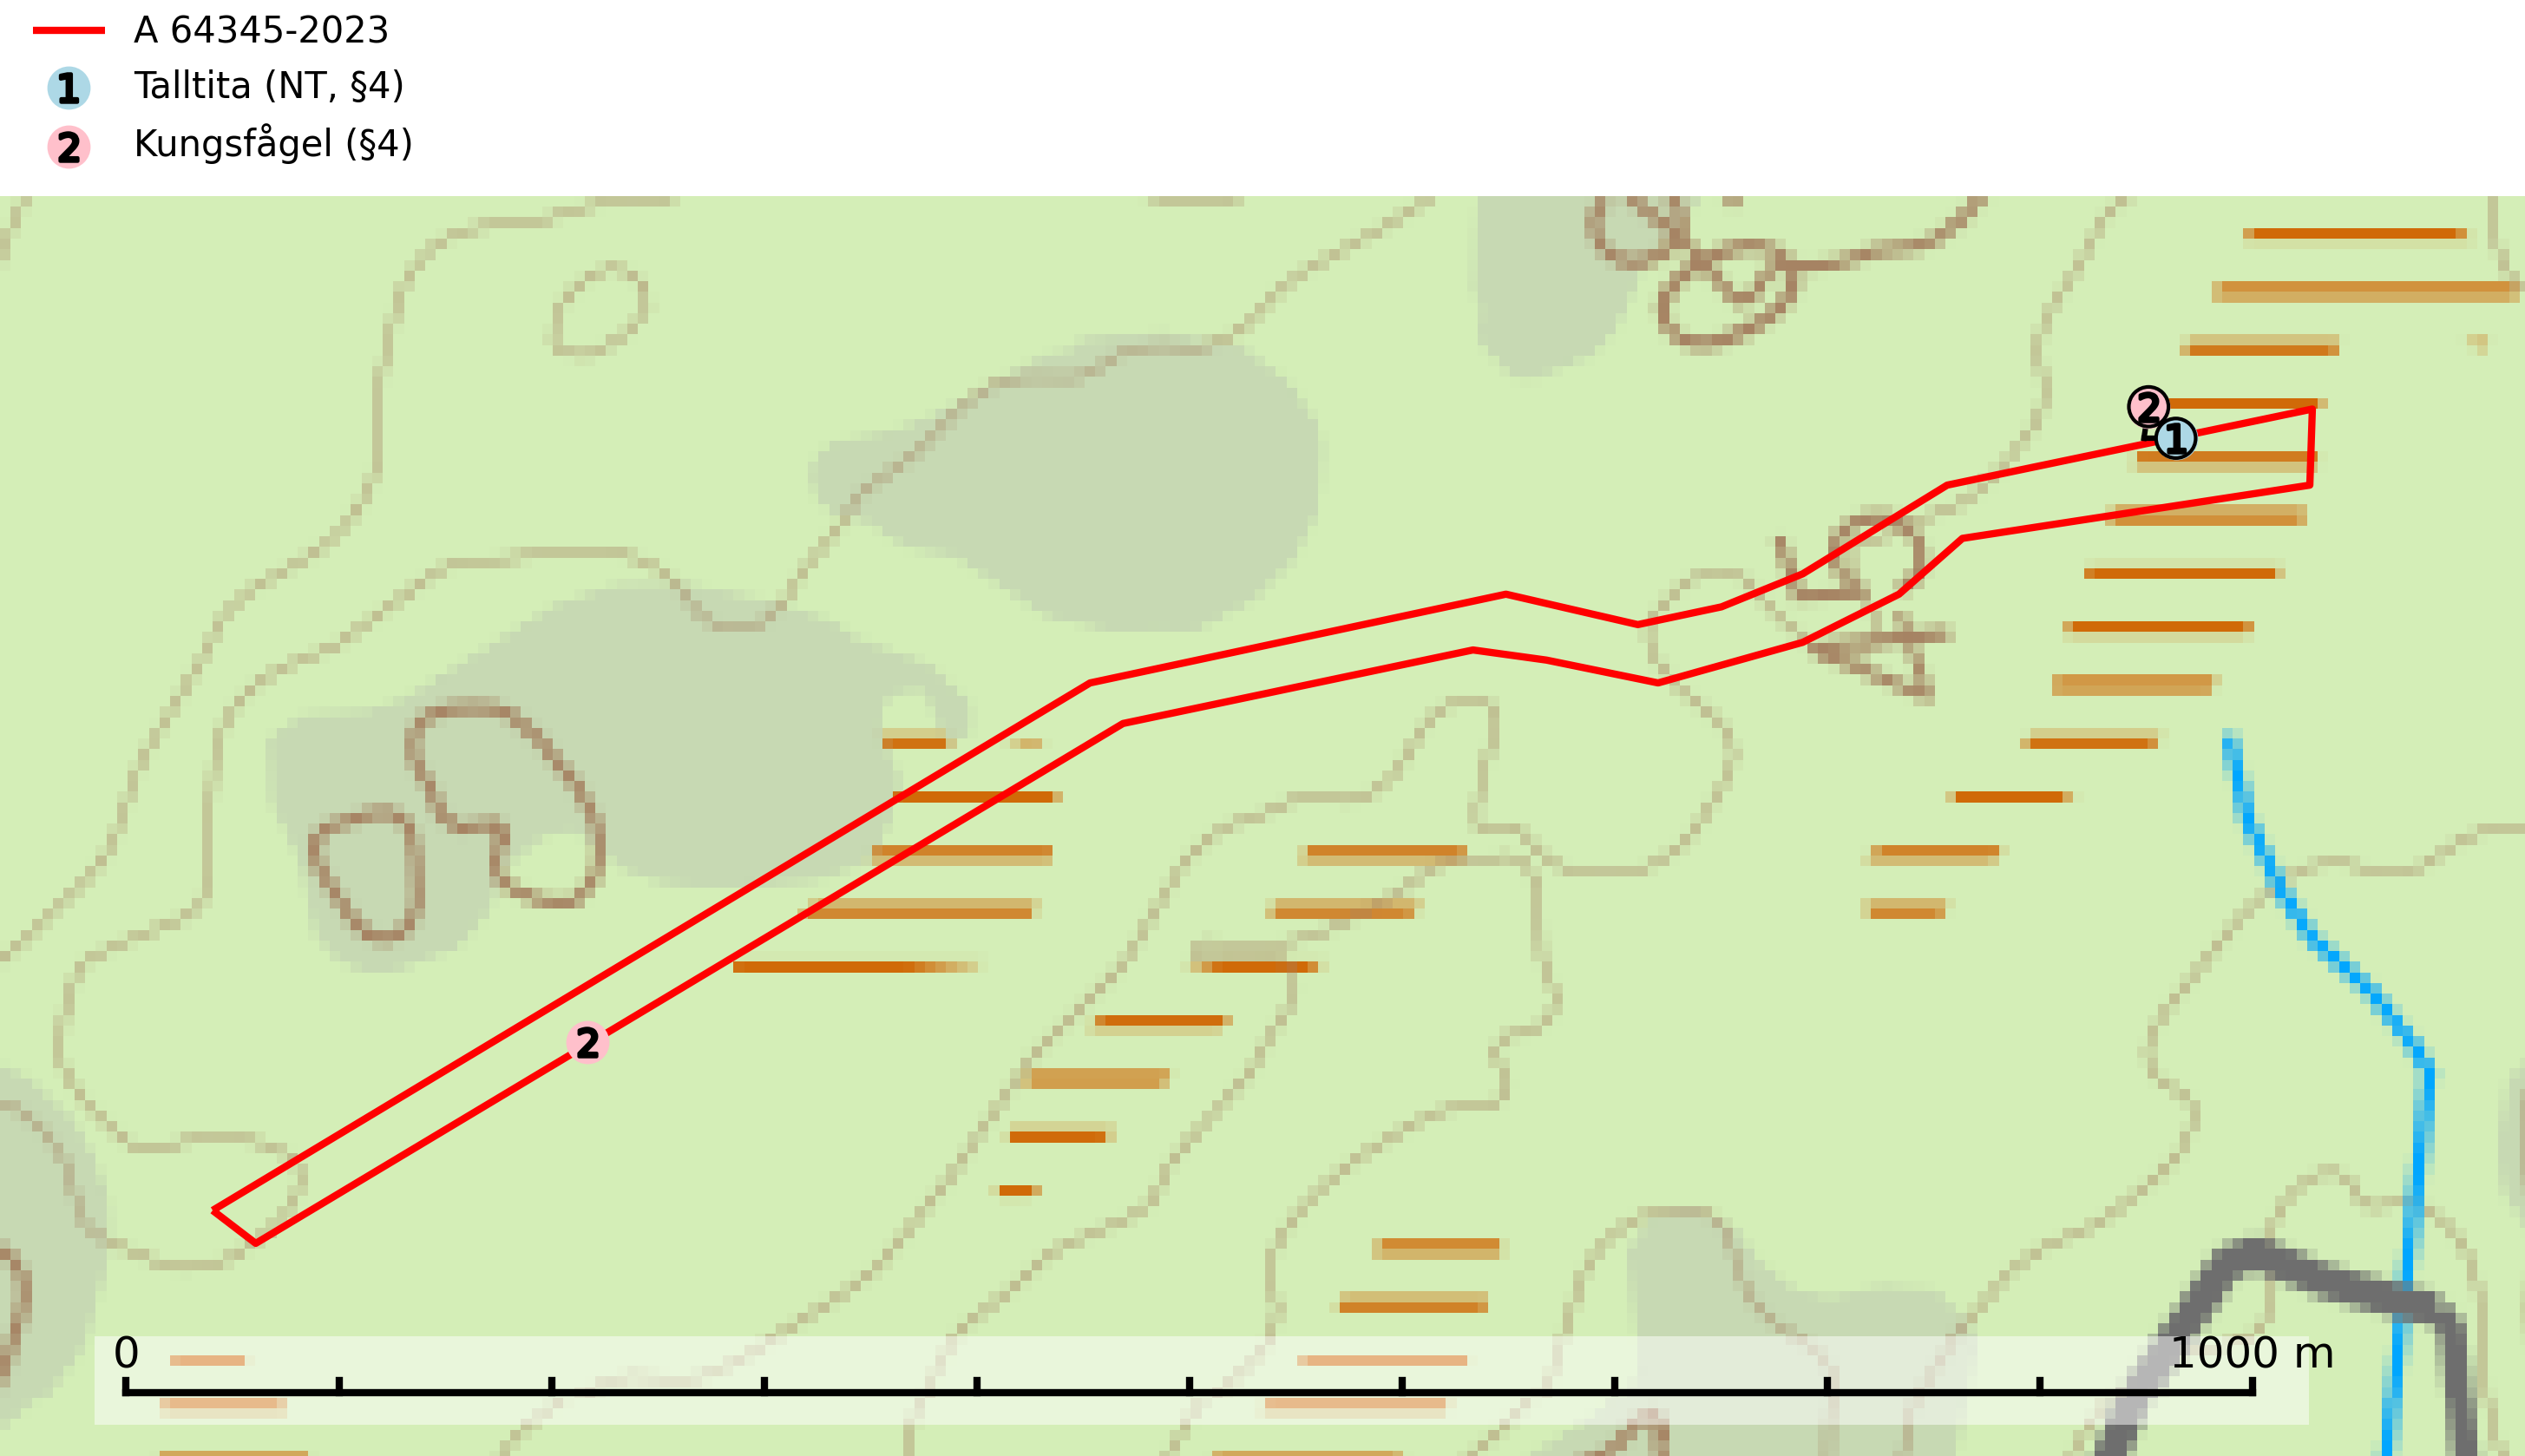 A 64345-2023
1 Talltita (NT, §4)
2 Kungsfågel (§4)
2
1
2
0 1000 m